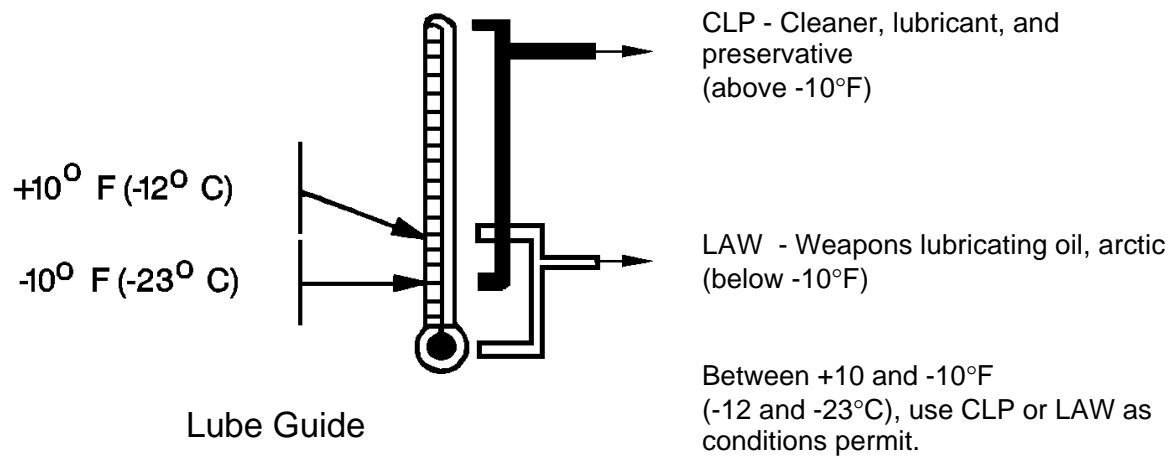 CLP - Cleaner, lubricant, and
preservative
(above -10°F)
+10° F (-12° C)
-10° F (-23° C)
LAW - Weapons lubricating oil, arctic
(below -10°F)
Between +10 and -10°F
(-12 and -23°C), use CLP or LAW as
conditions permit.
Lube Guide